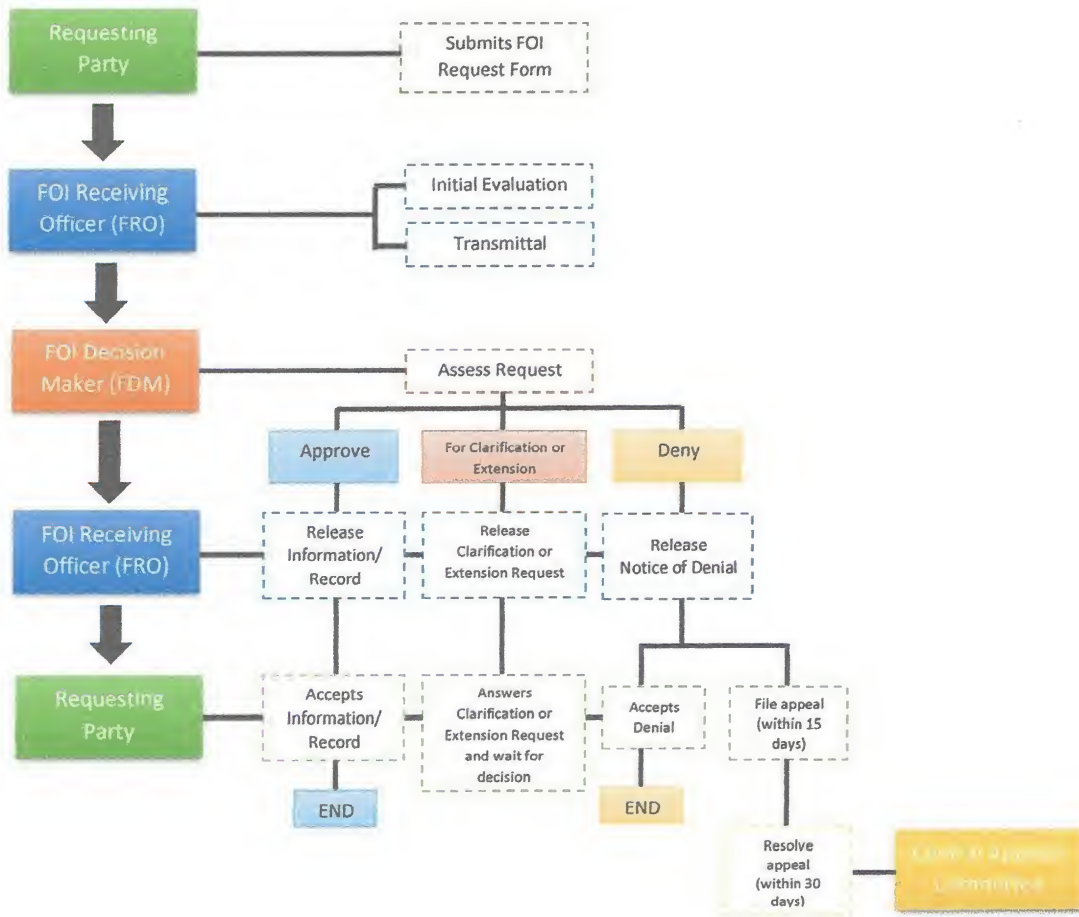 Requesting
Party
Submits FOI
Request Form
FOI Receiving
Officer (FRO)
Initial Evaluation
Transmittal
FOI Decision
Maker (FDM)
Assess Request
Approve
For Clarification or
Extension
Deny
FOI Receiving
Officer (FRO)
Release
Information/
Record
Release
Clarification or
Extension Request
Release
Notice of Denial
Requesting
Party
Accepts
Information/
Record
Answers
Clarification or
Extension Request
and wait for
decision
Accepts
Denial
File appeal
(within 15
days)
END
END
Resolve
appeal
(within 30
days)
Committee